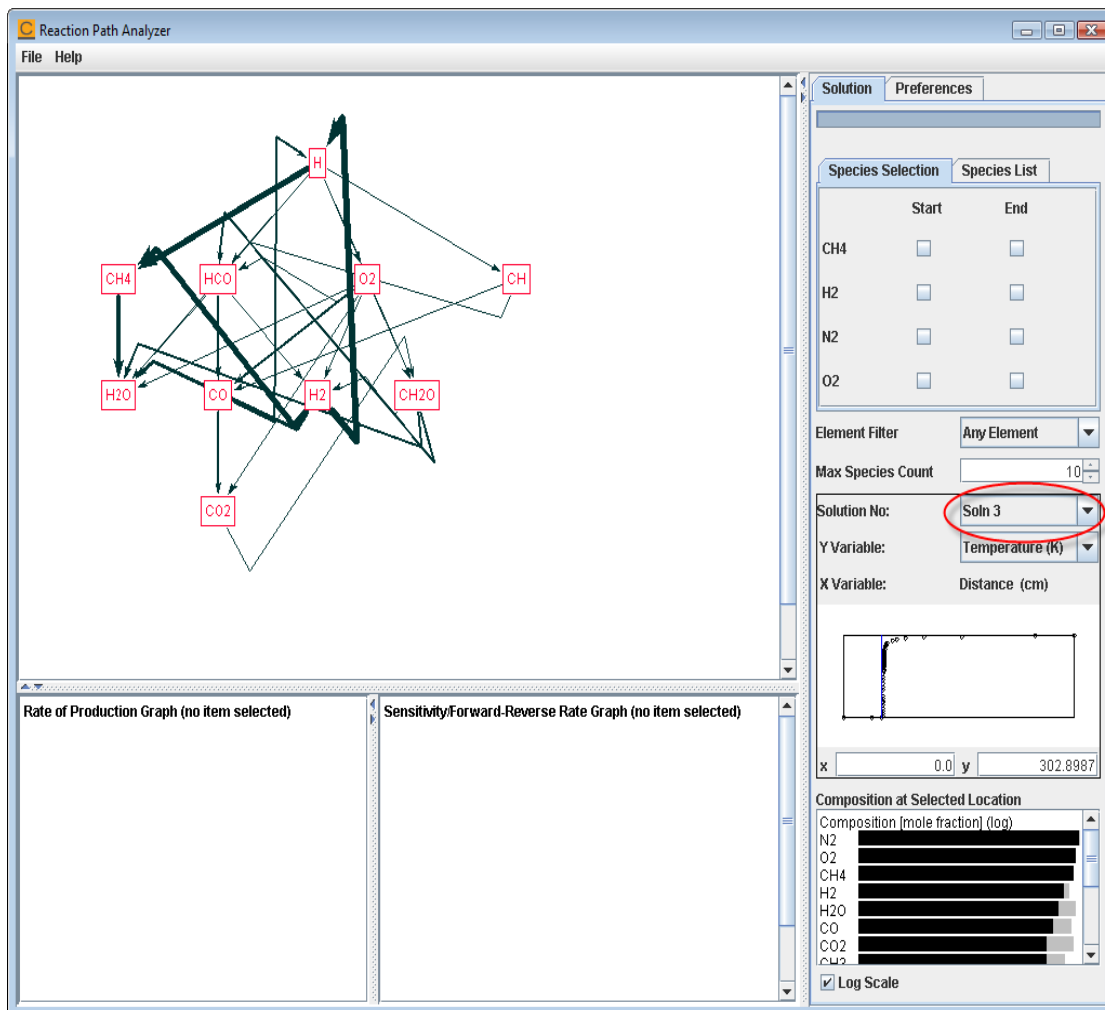 C Reaction Path Analyzer
File Help
H
CH4 HCO O2 CH
H2O CO H2 CH2O
CO2
Rate of Production Graph (no item selected)
Sensitivity/Forward-Reverse Rate Graph (no item selected)
Solution Preferences
Species Selection Species List
Start End
CH4
H2
N2
O2
Element Filter Any Element
Max Species Count 10
Solution No: Soln 3
Y Variable: Temperature (K)
X Variable: Distance (cm)
x 0.0 y 302.8987
Composition at Selected Location
Composition [mole fraction] (log)
N2
O2
CH4
H2
H2O
CO
CO2
CH3
Log Scale